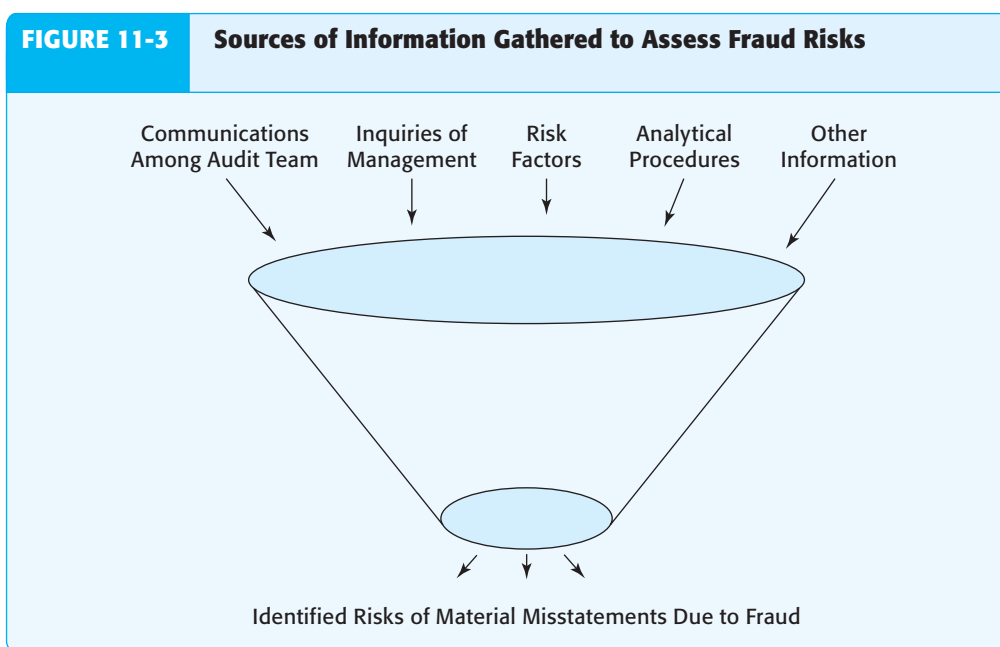 FIGURE 11-3
Sources of Information Gathered to Assess Fraud Risks
Communications
Among Audit Team
Inquiries of
Management
Risk
Factors
Analytical
Procedures
Other
Information
Identified Risks of Material Misstatements Due to Fraud